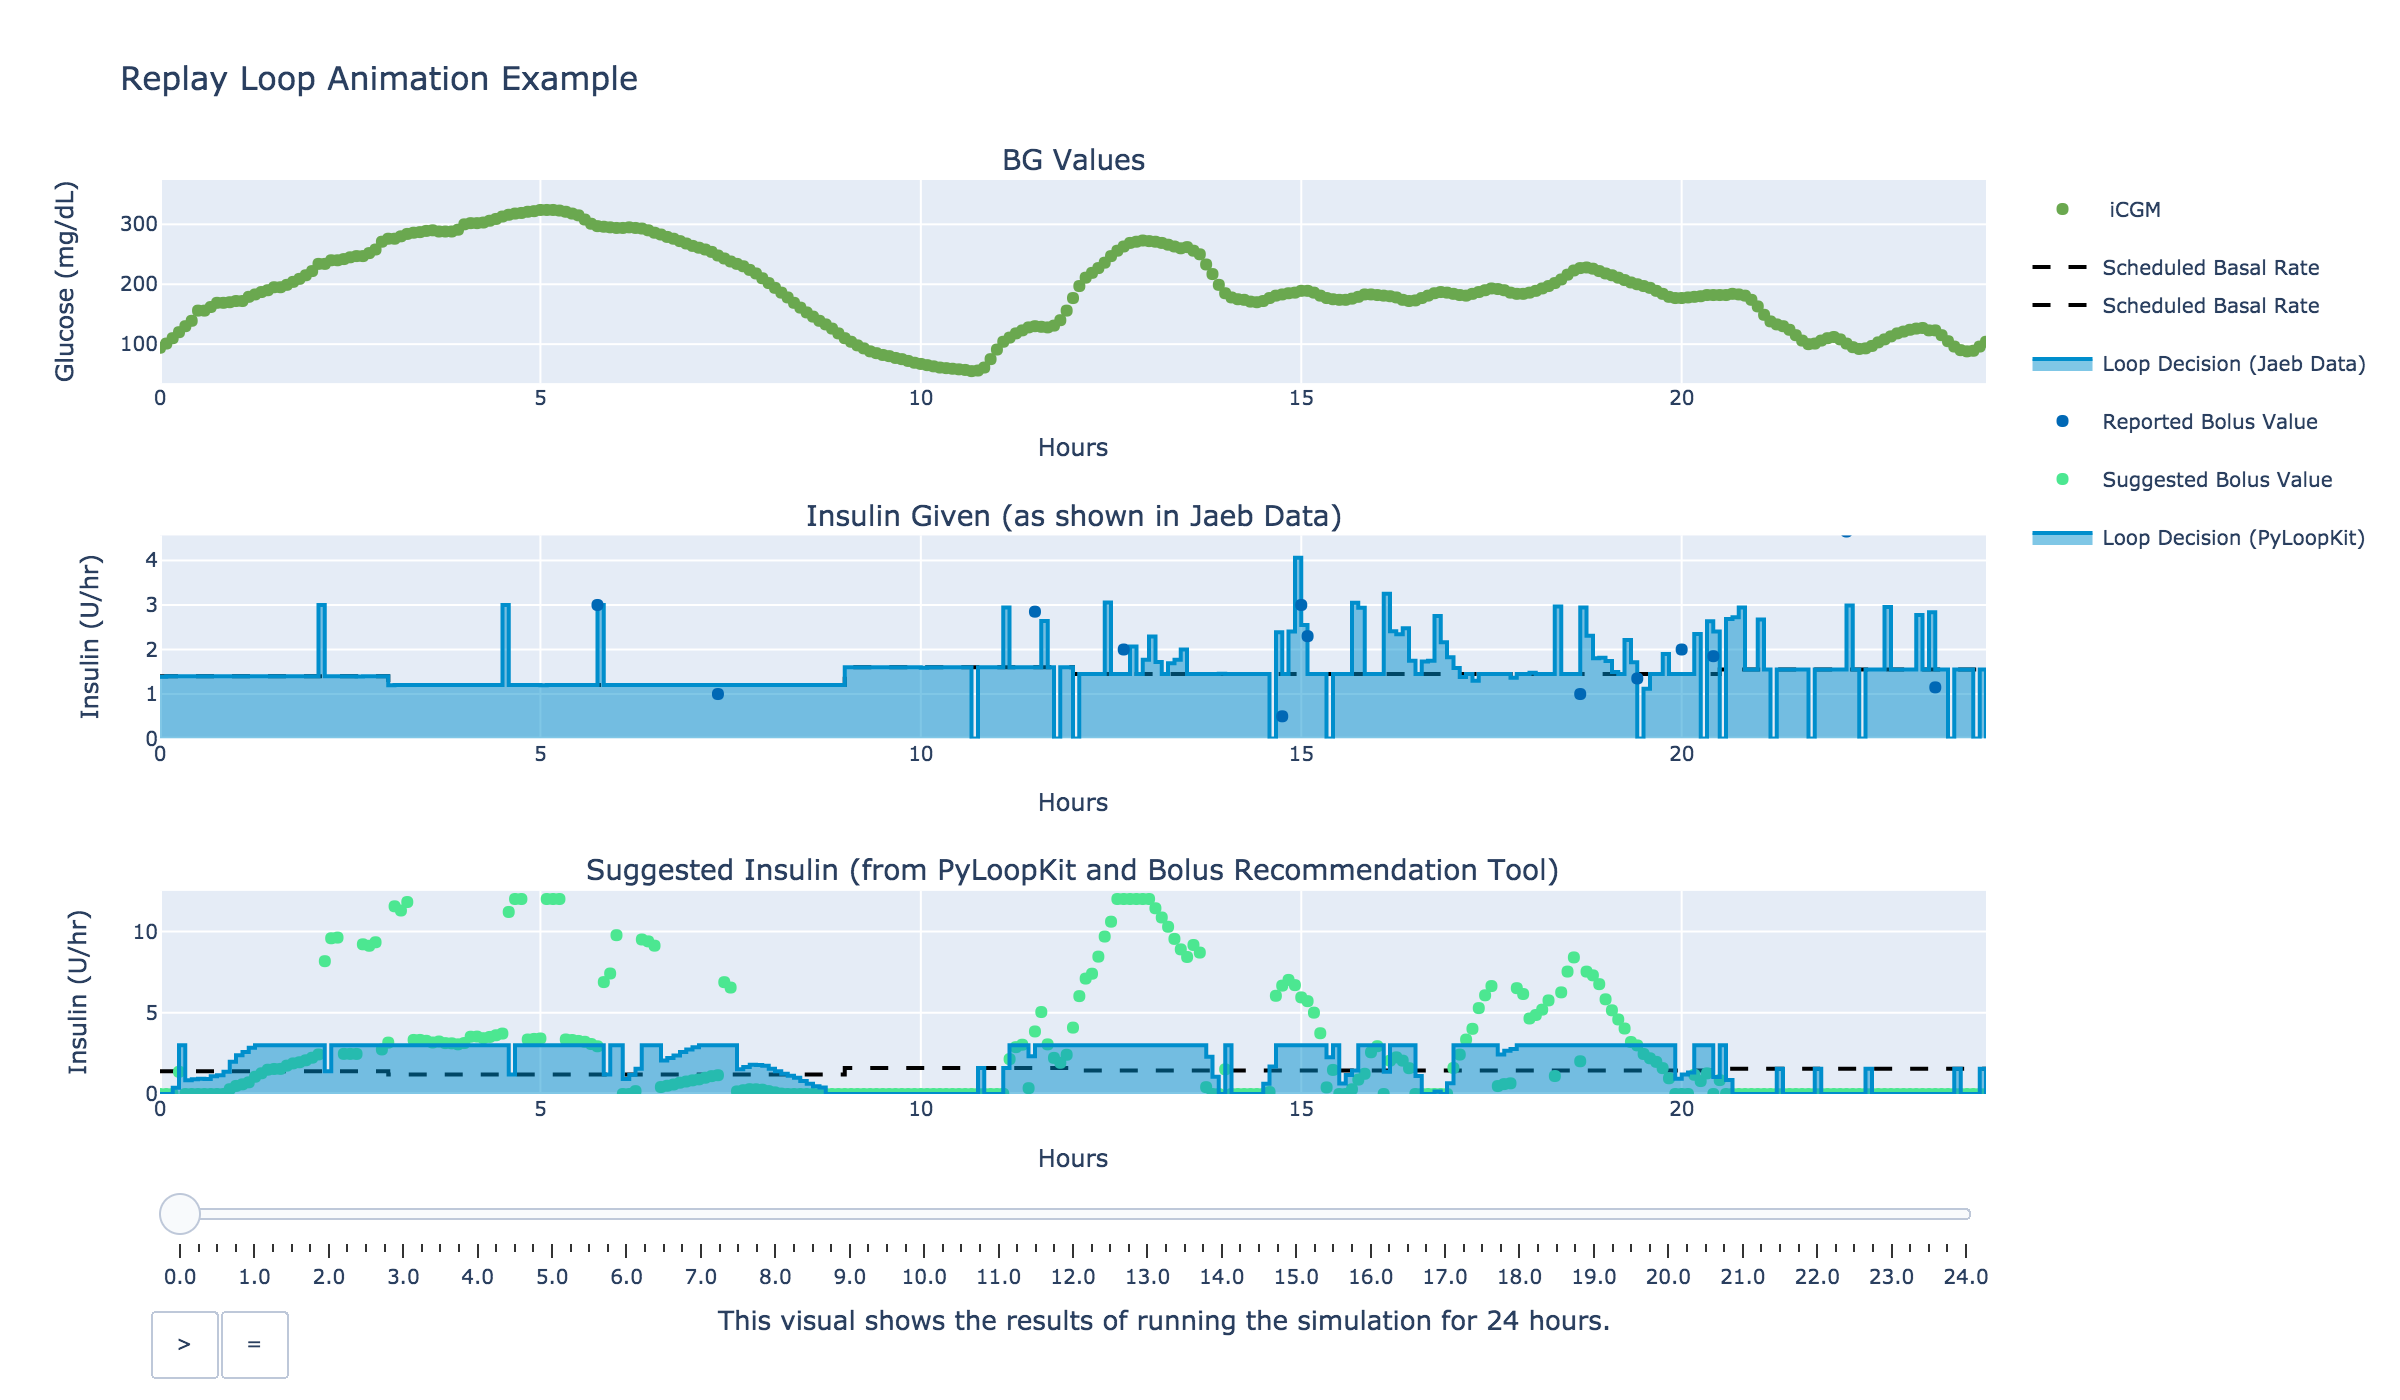 Replay Loop Animation Example
BG Values
Glucose (mg/dL)
300
200
100
0 5 10 15 20
Hours
iCGM
Scheduled Basal Rate
Scheduled Basal Rate
Loop Decision (Jaeb Data)
Reported Bolus Value
Suggested Bolus Value
Loop Decision (PyLoopKit)
Insulin Given (as shown in Jaeb Data)
Insulin (U/hr)
4
3
2
1
0
0 5 10 15 20
Hours
Suggested Insulin (from PyLoopKit and Bolus Recommendation Tool)
Insulin (U/hr)
10
5
0
0 5 10 15 20
Hours
0.0 1.0 2.0 3.0 4.0 5.0 6.0 7.0 8.0 9.0 10.0 11.0 12.0 13.0 14.0 15.0 16.0 17.0 18.0 19.0 20.0 21.0 22.0 23.0 24.0
> =
This visual shows the results of running the simulation for 24 hours.